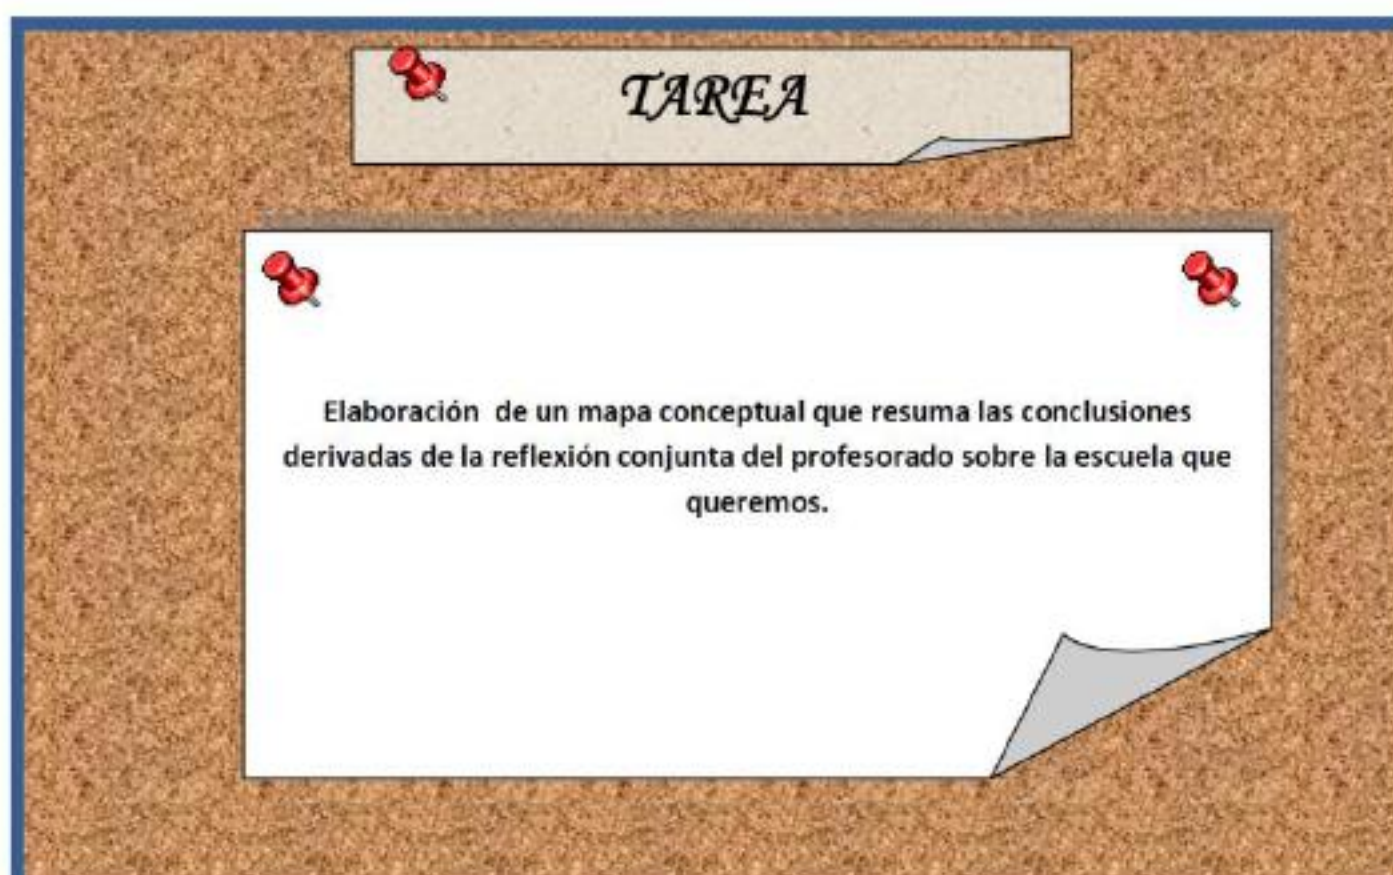 TAREA
Elaboración de un mapa conceptual que resuma las conclusiones
derivadas de la reflexión conjunta del profesorado sobre la escuela que
queremos.